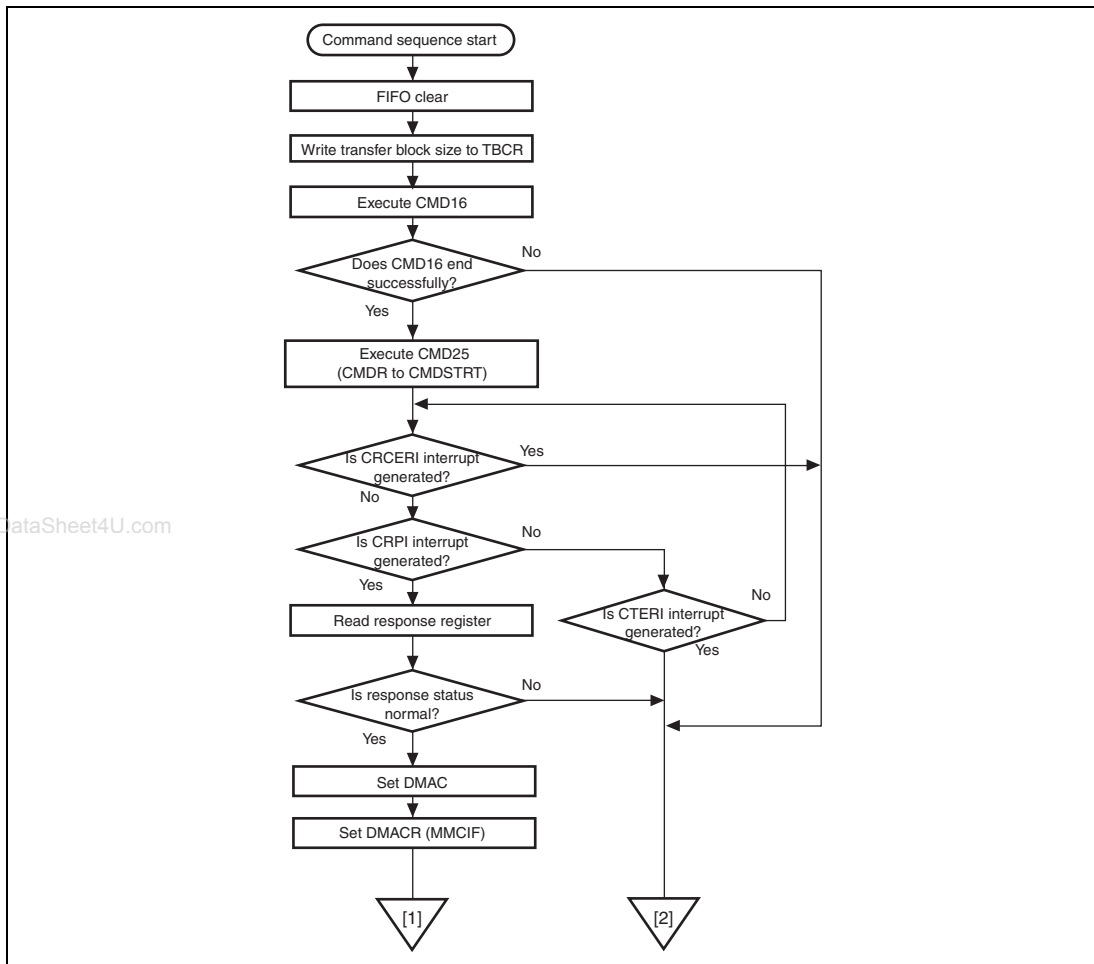 Command sequence start
FIFO clear
Write transfer block size to TBCR
Execute CMD16
No
Does CMD16 end
successfully?
Yes
Execute CMD25
(CMDR to CMDSTRT)
Is CRCERI interrupt
generated?
Yes
No
DataSheet4U.com
Is CRPI interrupt
generated?
No
Yes
Read response register
Is CTERI interrupt
generated?
No
Yes
Is response status
normal?
No
Yes
Set DMAC
Set DMACR (MMCIF)
[1]
[2]